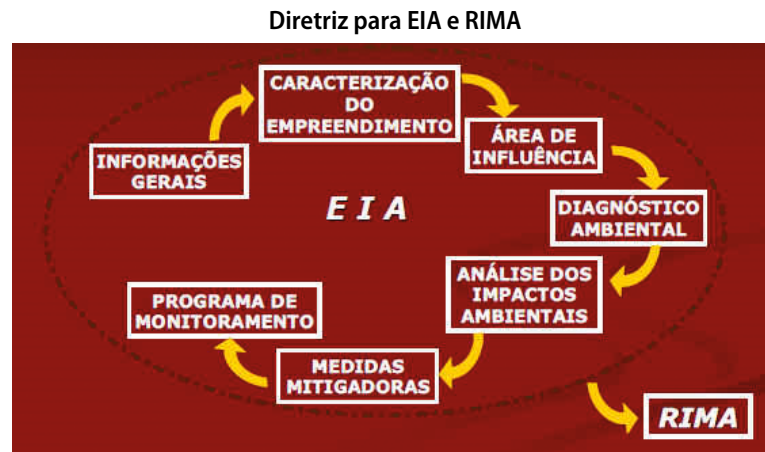 Diretriz para EIA e RIMA
CARACTERIZAÇÃO
DO
EMPREENDIMENTO
ÁREA DE
INFLUÊNCIA
INFORMAÇÕES
GERAIS
EIA
DIAGNÓSTICO
AMBIENTAL
ANÁLISE DOS
IMPACTOS
AMBIENTAIS
PROGRAMA DE
MONITORAMENTO
MEDIDAS
MITIGADORAS
RIMA